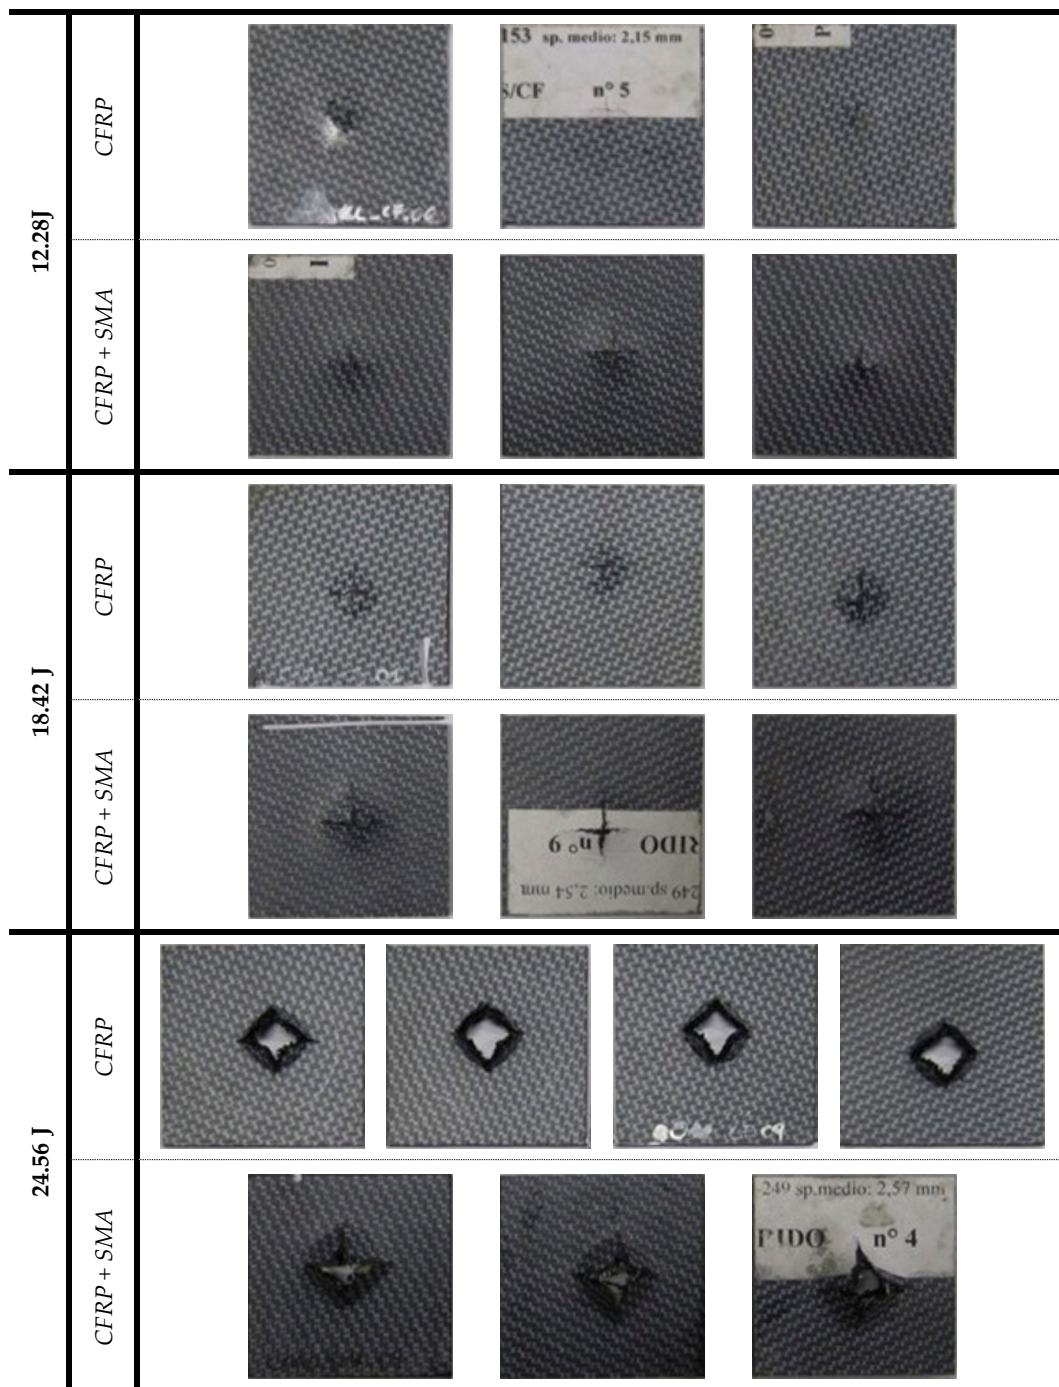 12.28J
CFRP
153 sp. medio: 2,15 mm
S/CF n° 5
CFRP + SMA
18.42 J
CFRP
CFRP + SMA
RIDO n° 9
249 sp.medio: 2,54 mm
24.56 J
CFRP
CFRP + SMA
-249 sp.medio: 2,57 mm
n° 4